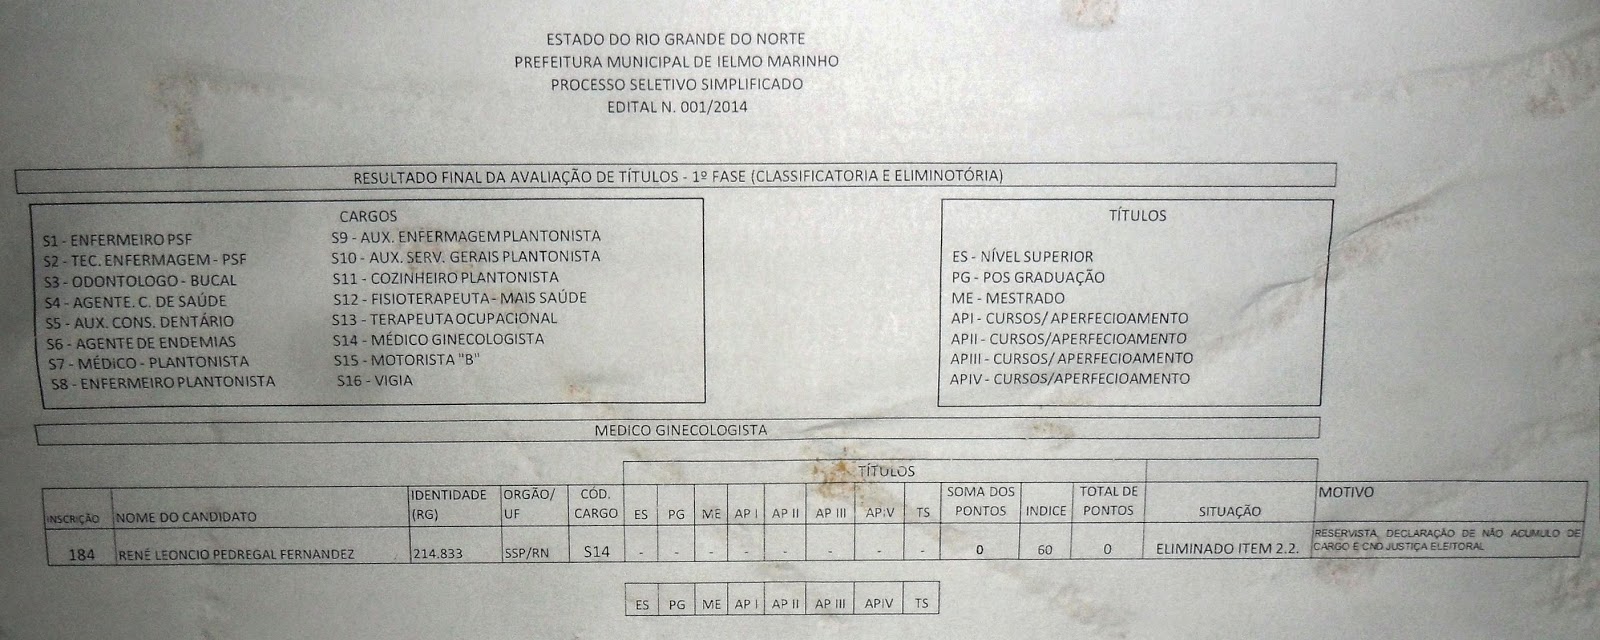 ESTADO DO RIO GRANDE DO NORTE
PREFEITURA MUNICIPAL DE IELMO MARINHO
PROCESSO SELETIVO SIMPLIFICADO
EDITAL N. 001/2014
RESULTADO FINAL DA AVALIAÇÃO DE TÍTULOS - 1º FASE (CLASSIFICATORIA E ELIMINOTÓRIA)
CARGOS
S1 - ENFERMEIRO PSF
S2 - TEC. ENFERMAGEM - PSF
S3 - ODONTOLOGO - BUCAL
S4 - AGENTE. C. DE SAÚDE
S5 - AUX. CONS. DENTÁRIO
S6 - AGENTE DE ENDEMIAS
S7 - MÉDICO - PLANTONISTA
S8 - ENFERMEIRO PLANTONISTA
S9 - AUX. ENFERMAGEM PLANTONISTA
S10 - AUX. SERV. GERAIS PLANTONISTA
S11 - COZINHEIRO PLANTONISTA
S12 - FISIOTERAPEUTA - MAIS SAÚDE
S13 - TERAPEUTA OCUPACIONAL
S14 - MÉDICO GINECOLOGISTA
S15 - MOTORISTA "B"
S16 - VIGIA
TÍTULOS
ES - NÍVEL SUPERIOR
PG - POS GRADUAÇÃO
ME - MESTRADO
API - CURSOS/ APERFECIOAMENTO
APII - CURSOS/APERFECIOAMENTO
APIII - CURSOS/ APERFECIOAMENTO
APIV - CURSOS/APERFECIOAMENTO
MEDICO GINECOLOGISTA
TÍTULOS
INSCRIÇÃO NOME DO CANDIDATO IDENTIDADE (RG) ORGÃO/ UF CÓD. CARGO ES PG ME AP I AP II AP III APIV TS SOMA DOS PONTOS INDICE TOTAL DE PONTOS SITUAÇÃO MOTIVO
184 RENÉ LEONCIO PEDREGAL FERNANDEZ 214.833 SSP/RN S14 - - - - - - - - 0 60 0 ELIMINADO ITEM 2.2. RESERVISTA, DECLARAÇÃO DE NÃO ACUMULO DE CARGO E CND JUSTIÇA ELEITORAL
ES PG ME AP I AP II AP III APIV TS